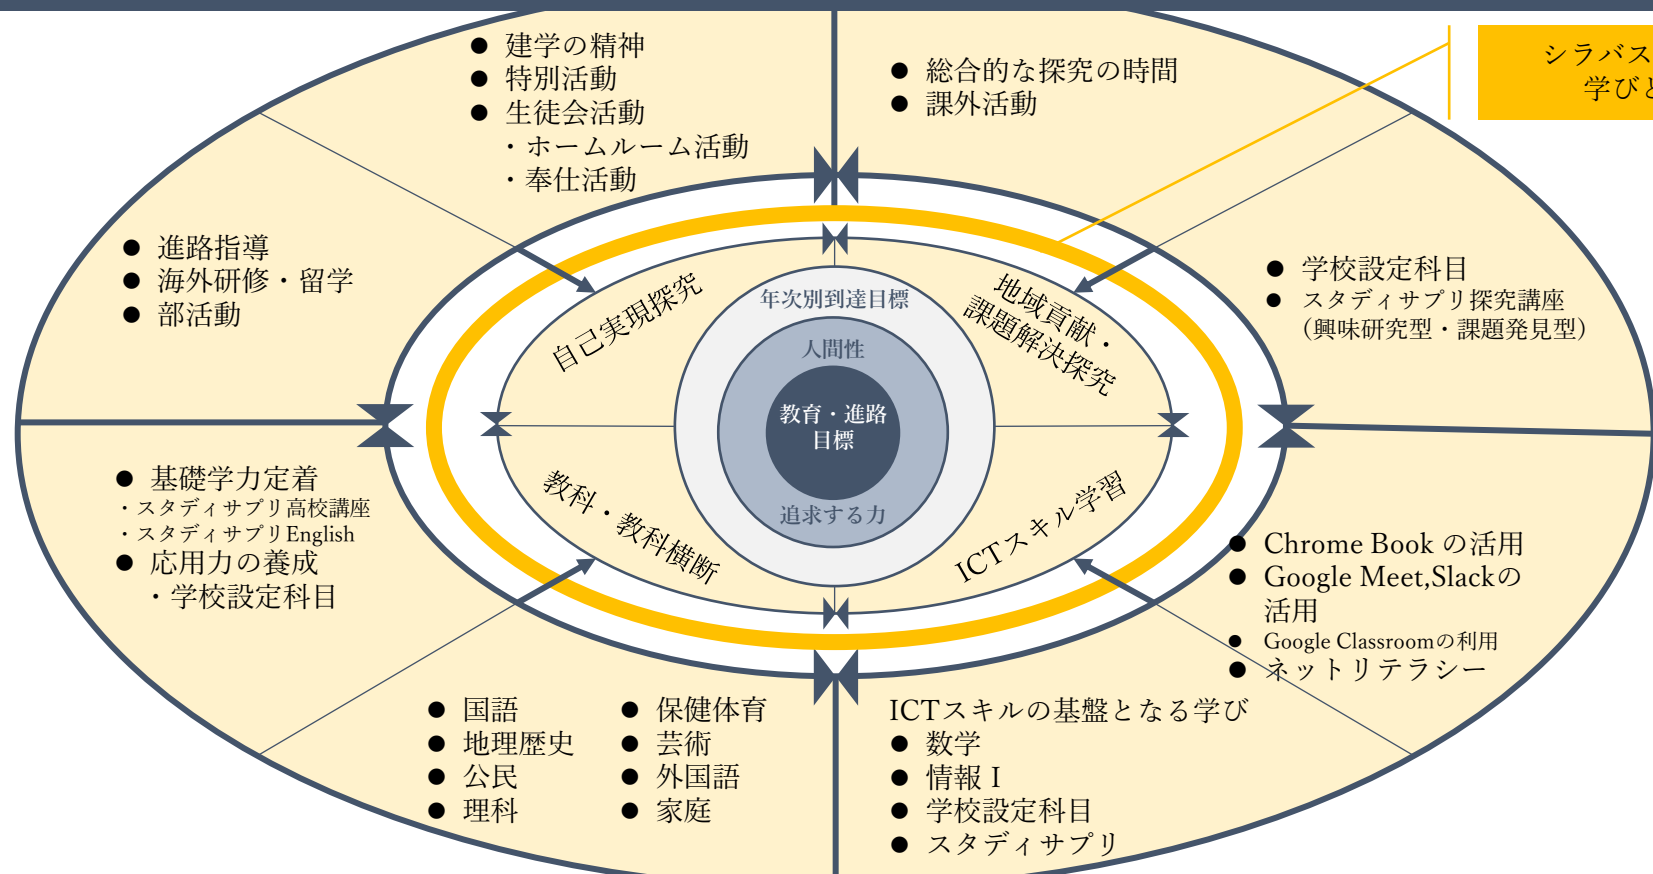 ● 建学の精神
● 特別活動
● 生徒会活動
・ホームルーム活動
・奉仕活動
● 総合的な探究の時間
● 課外活動
シラバス
学び
● 進路指導
● 海外研修・留学
● 部活動
● 学校設定科目
● スタディサプリ探究講座
(興味研究型・課題発見型)
自己実現探究
地域貢献・
課題解決探究
年次別到達目標
人間性
教育・進路
目標
追求する力
教科・教科横断
ICTスキル学習
● 基礎学力定着
・スタディサプリ高校講座
・スタディサプリEnglish
● 応用力の養成
・学校設定科目
● Chrome Book の活用
● Google Meet,Slackの
活用
● Google Classroomの利用
● ネットリテラシー
● 国語
● 地理歴史
● 公民
● 理科
● 保健体育
● 芸術
● 外国語
● 家庭
ICTスキルの基盤となる学び
● 数学
● 情報 I
● 学校設定科目
● スタディサプリ